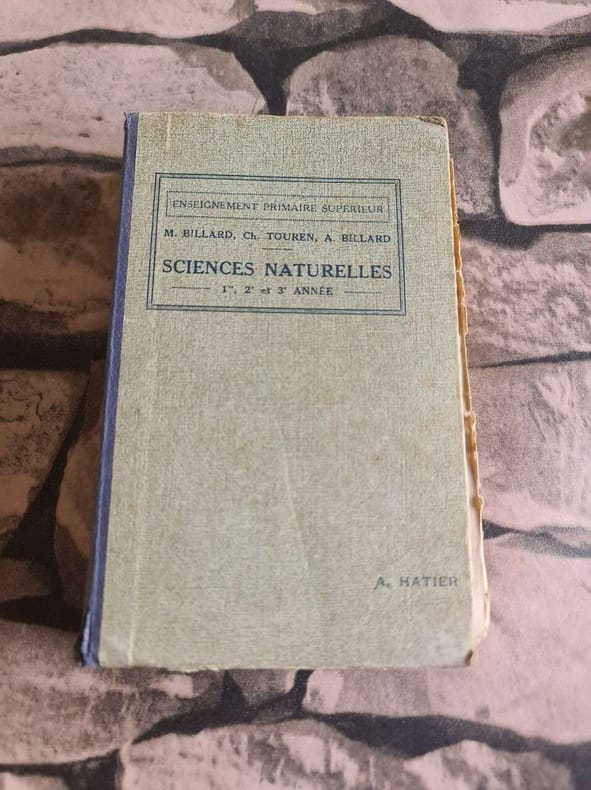 ENSEIGNEMENT PRIMAIRE SUPÉRIEUR
M. BILLARD, Ch. TOUREN, A. BILLARD
SCIENCES NATURELLES
1re, 2e et 3e ANNÉE
A. HATIER